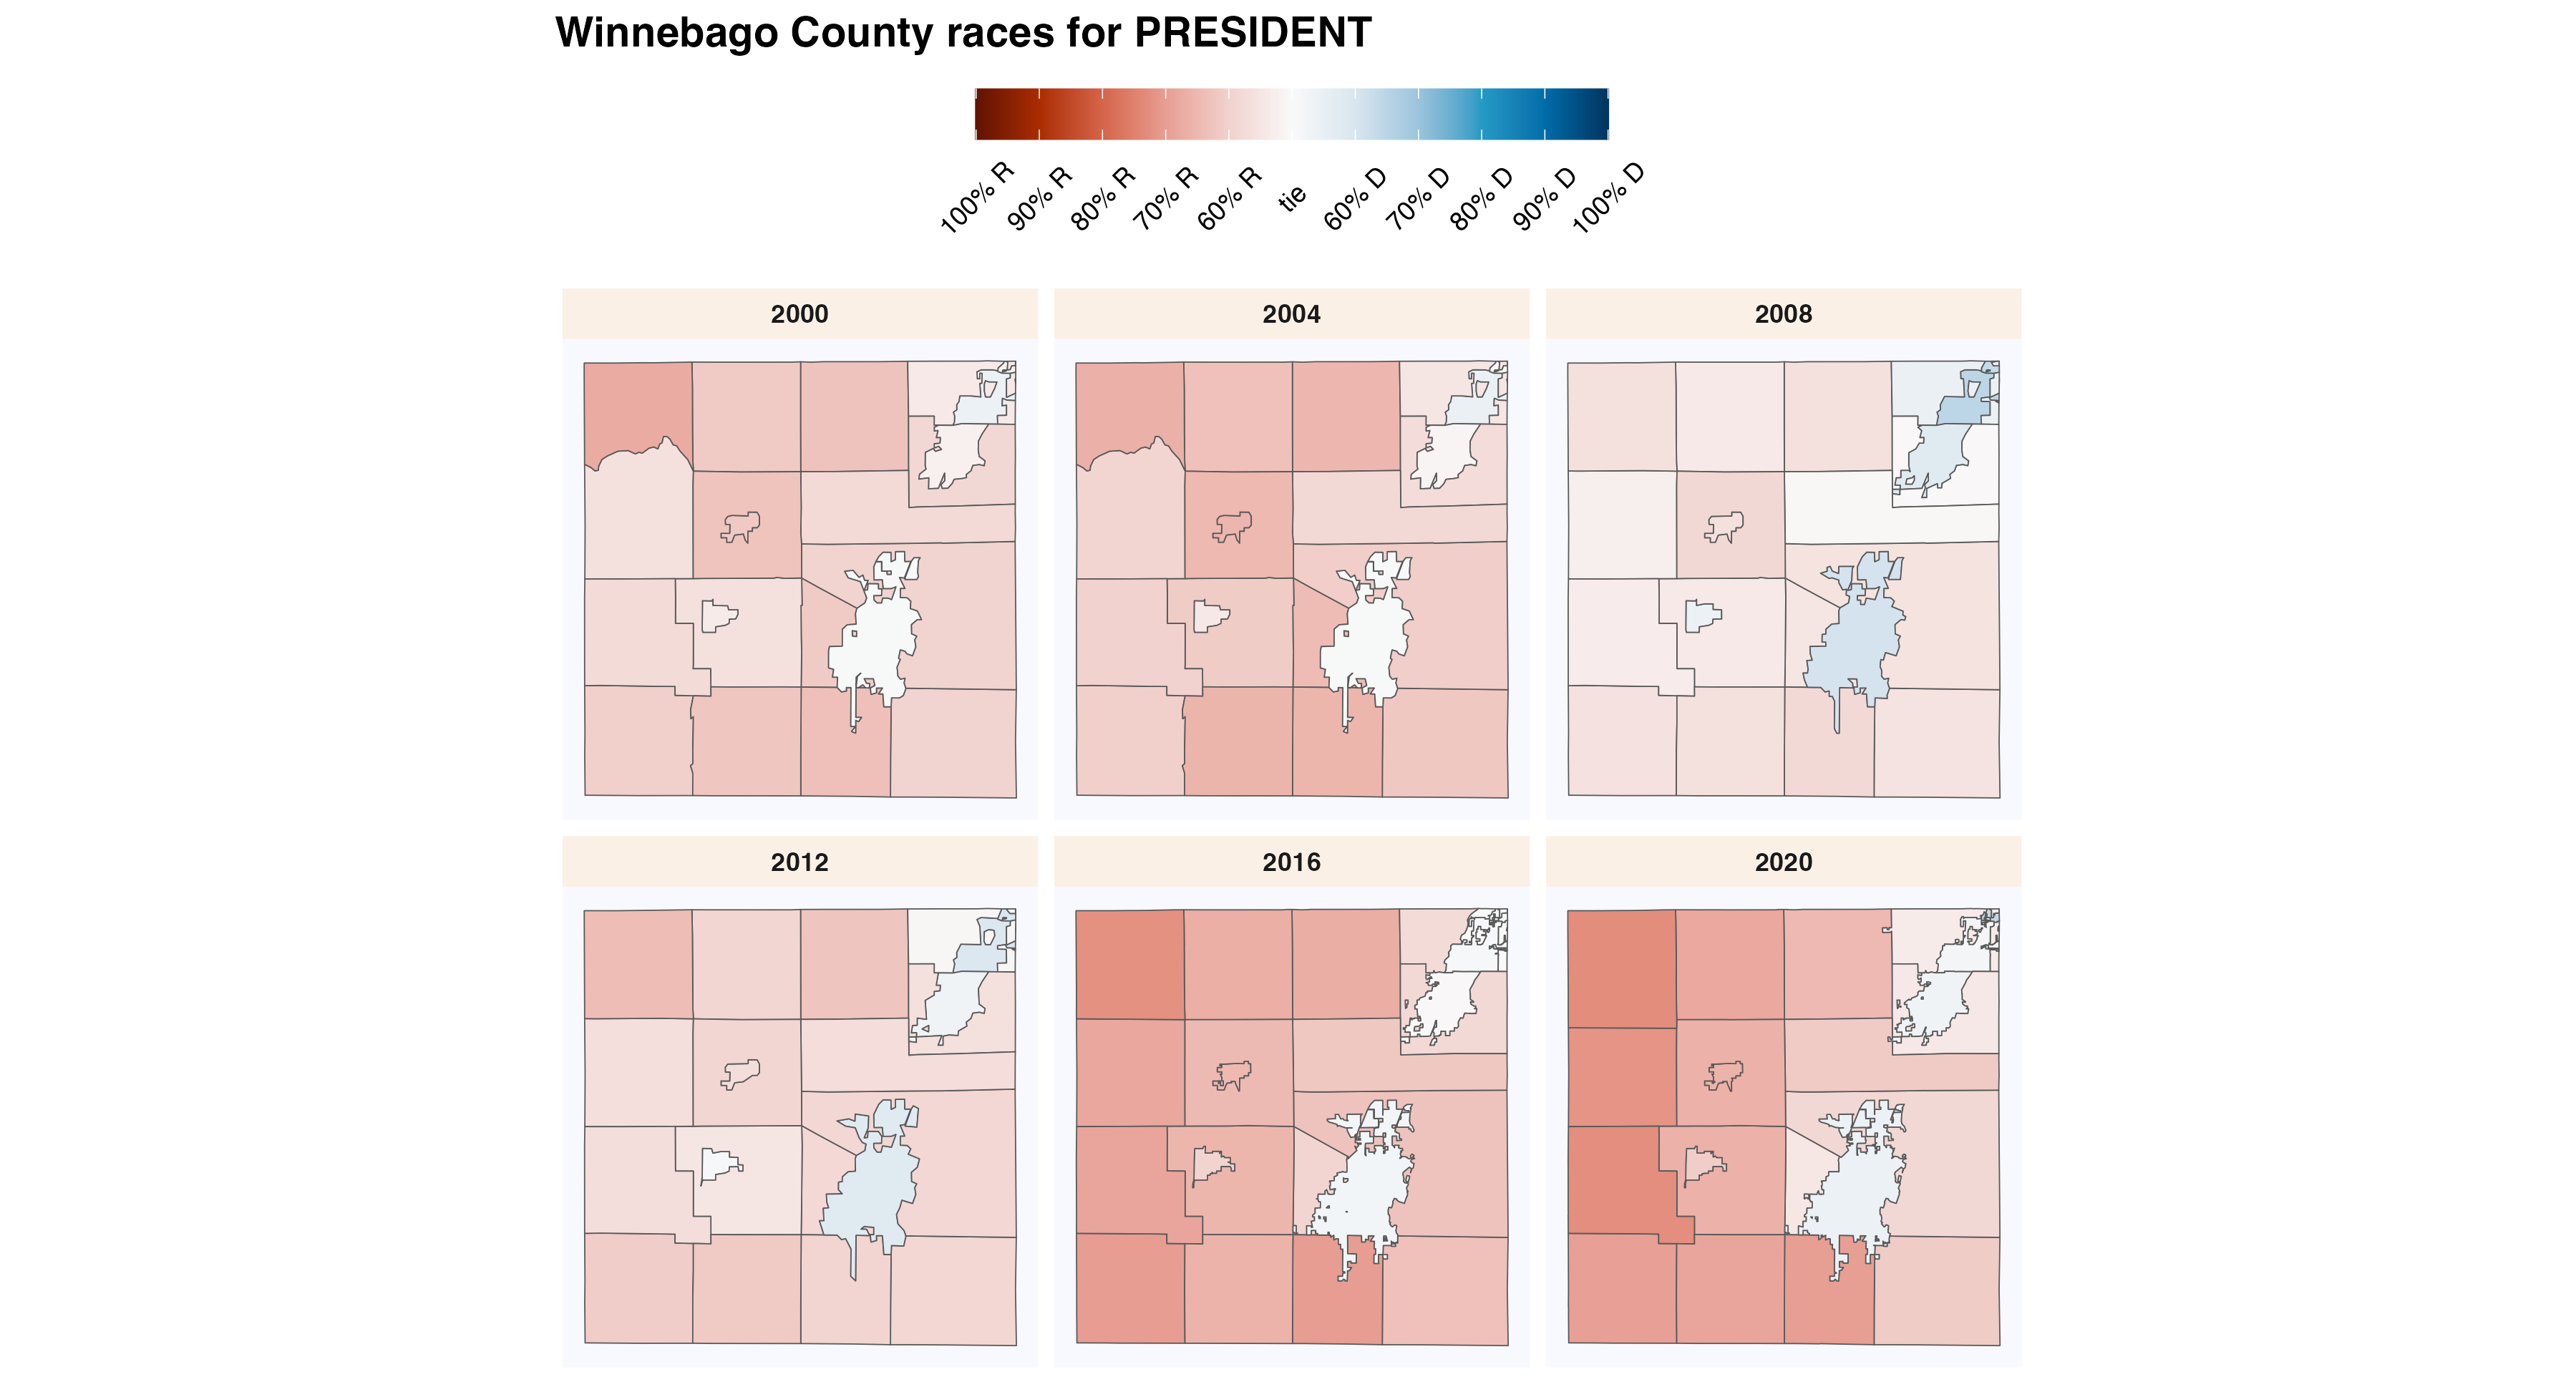 Winnebago County races for PRESIDENT
100% R 90% R 80% R 70% R 60% R tie 60% D 70% D 80% D 90% D 100% D
2000 2004 2008
2012 2016 2020